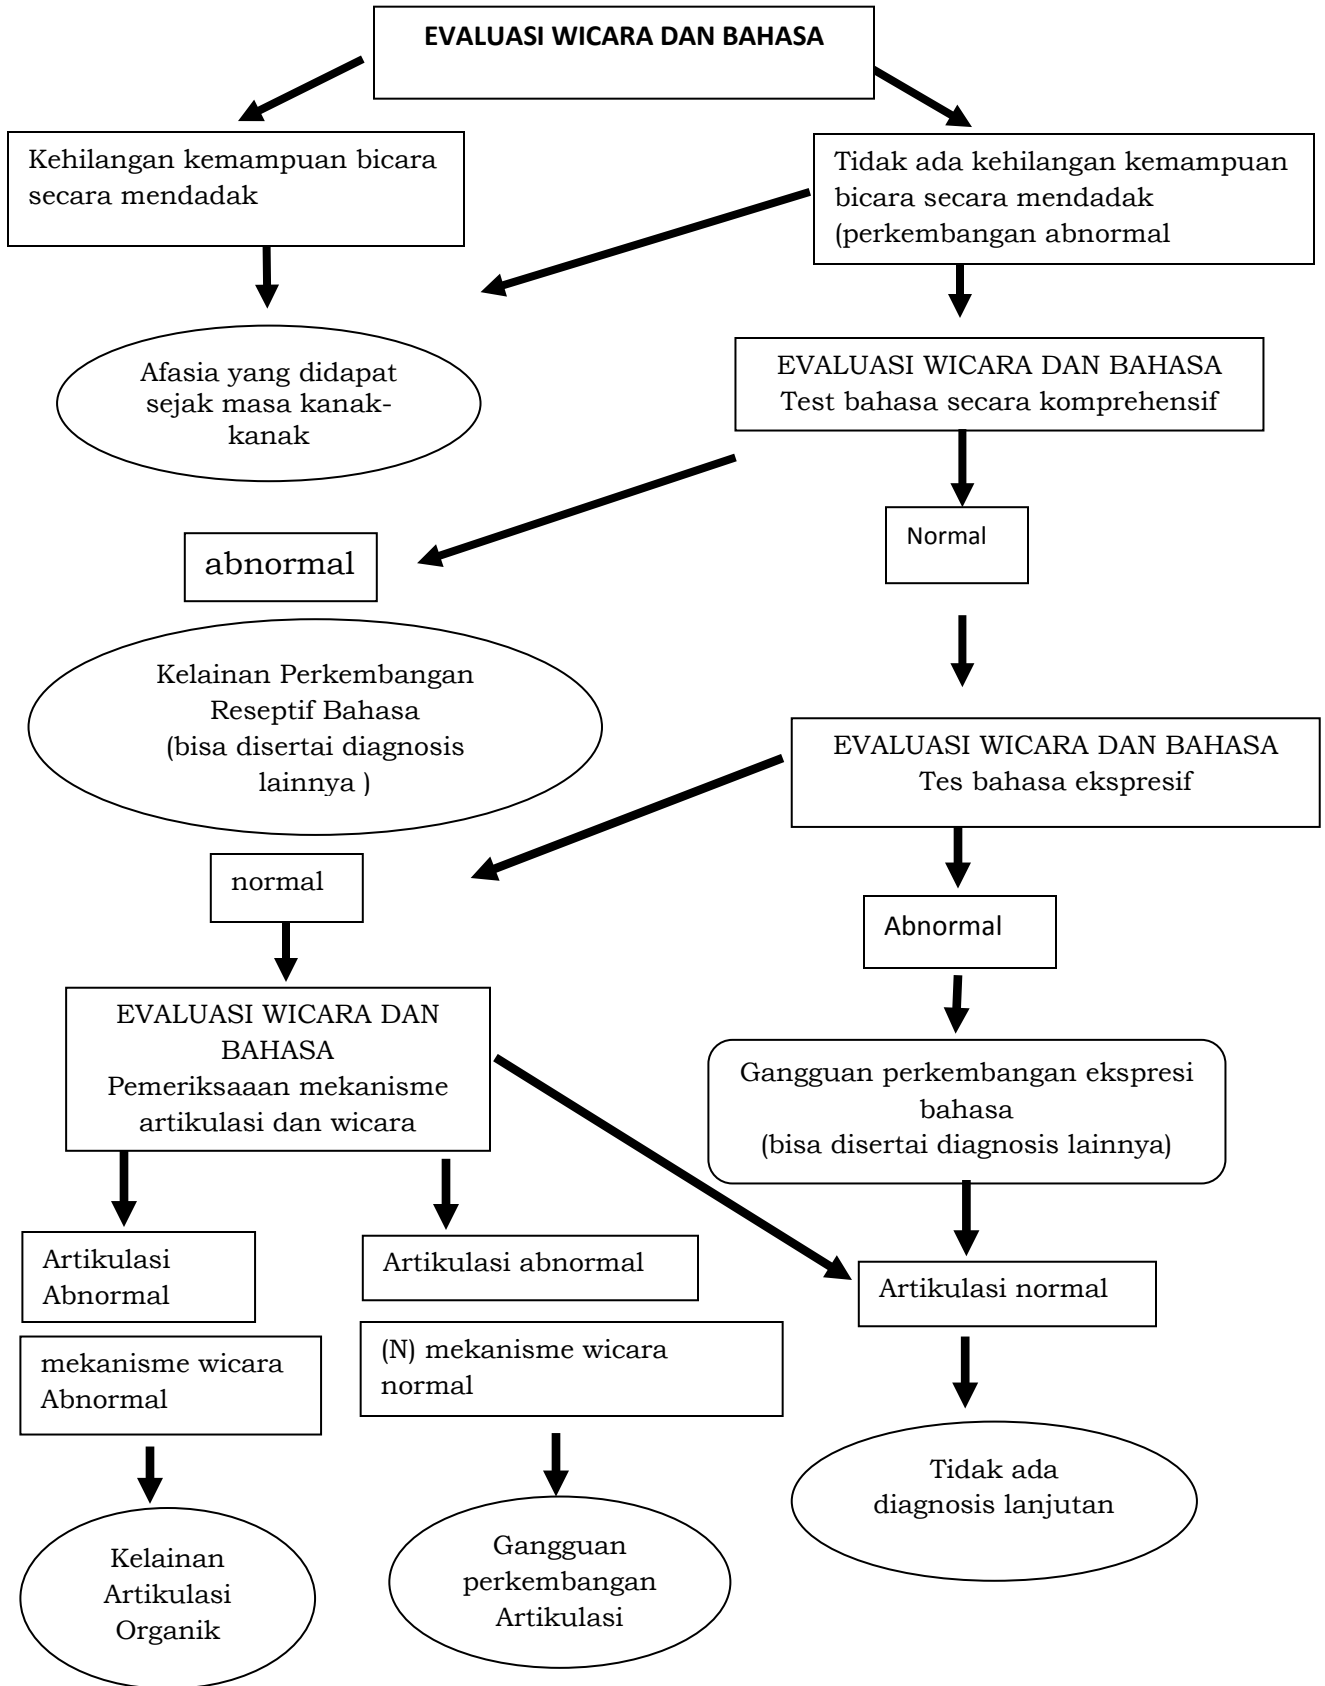 EVALUASI WICARA DAN BAHASA
Kehilangan kemampuan bicara
secara mendadak
Tidak ada kehilangan kemampuan
bicara secara mendadak
(perkembangan abnormal
Afasia yang didapat
sejak masa kanak-
kanak
EVALUASI WICARA DAN BAHASA
Test bahasa secara komprehensif
Normal
abnormal
Kelainan Perkembangan
Reseptif Bahasa
(bisa disertai diagnosis
lainnya )
EVALUASI WICARA DAN BAHASA
Tes bahasa ekspresif
normal
Abnormal
EVALUASI WICARA DAN
BAHASA
Pemeriksaaan mekanisme
artikulasi dan wicara
Gangguan perkembangan ekspresi
bahasa
(bisa disertai diagnosis lainnya)
Artikulasi
Abnormal
Artikulasi abnormal
Artikulasi normal
mekanisme wicara
Abnormal
(N) mekanisme wicara
normal
Tidak ada
diagnosis lanjutan
Kelainan
Artikulasi
Organik
Gangguan
perkembangan
Artikulasi